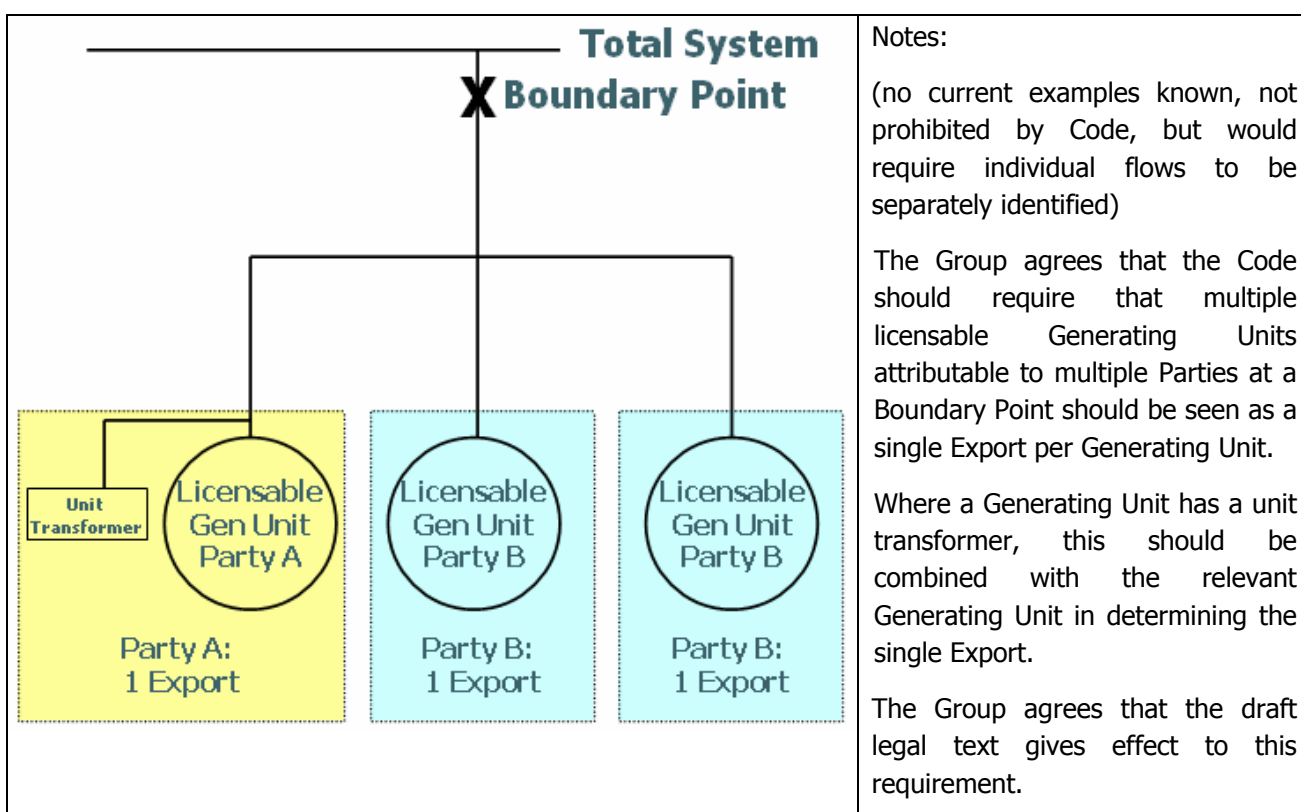 Total System
X Boundary Point
Unit
Transformer
Licensable
Gen Unit
Party A
Licensable
Gen Unit
Party B
Licensable
Gen Unit
Party B
Party A:
1 Export
Party B:
1 Export
Party B:
1 Export
Notes:
(no current examples known, not
prohibited by Code, but would
require individual flows to be
separately identified)
The Group agrees that the Code
should require that multiple
licensable Generating Units
attributable to multiple Parties at a
Boundary Point should be seen as a
single Export per Generating Unit.
Where a Generating Unit has a unit
transformer, this should be
combined with the relevant
Generating Unit in determining the
single Export.
The Group agrees that the draft
legal text gives effect to this
requirement.